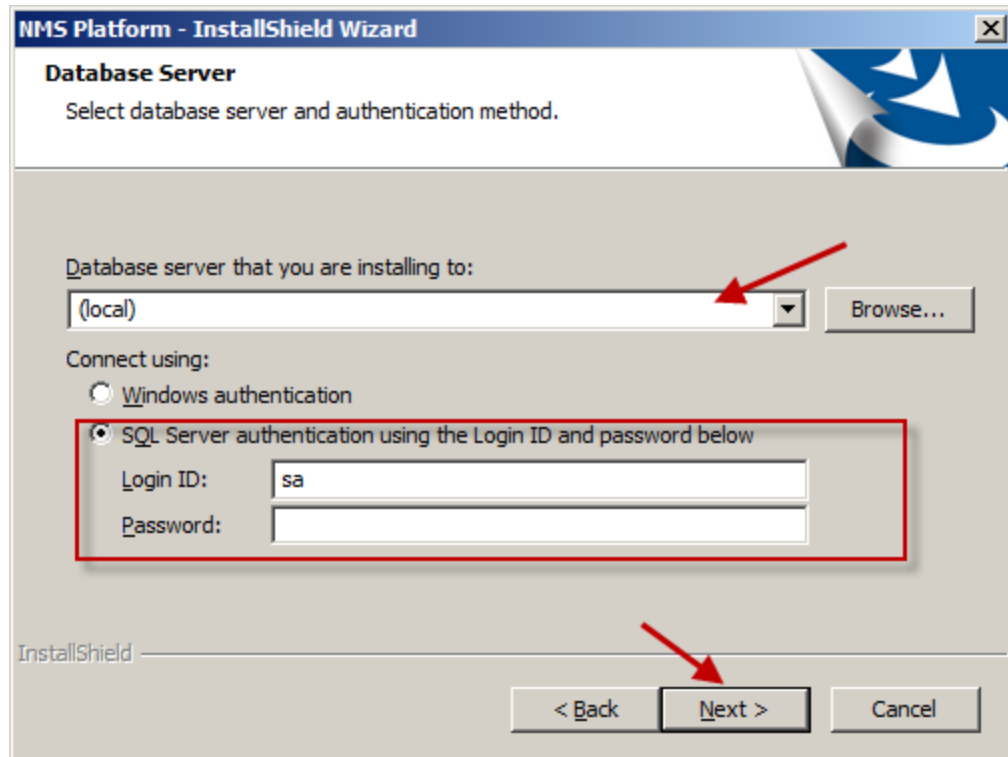 NMS Platform - InstallShield Wizard
Database Server
Select database server and authentication method.
Database server that you are installing to:
(local)
Browse...
Connect using:
Windows authentication
SQL Server authentication using the Login ID and password below
Login ID:
sa
Password:
InstallShield
< Back
Next >
Cancel